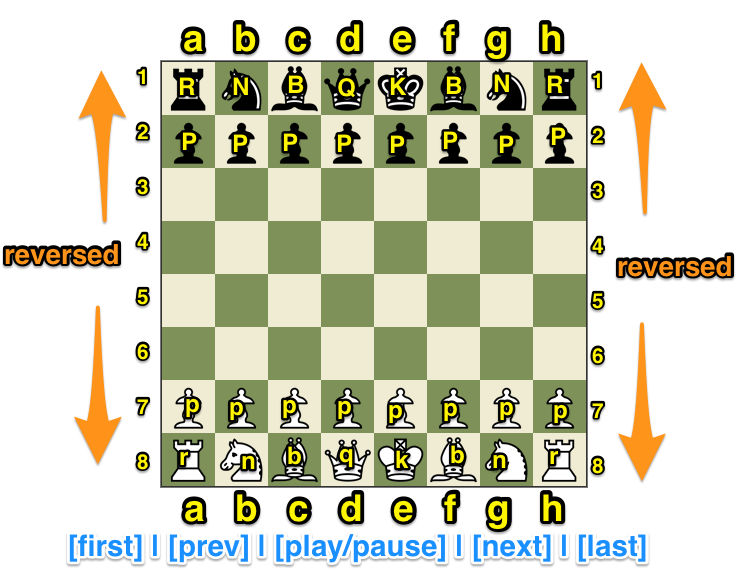 a b c d e f g h
1 R N B Q K B N R 1
2 P P P P P P P P 2
3 3
4 4
reversed reversed
5 5
6 6
7 p p p p p p p p 7
8 r n b q k b n r 8
a b c d e f g h
[first] | [prev] | [play/pause] | [next] | [last]